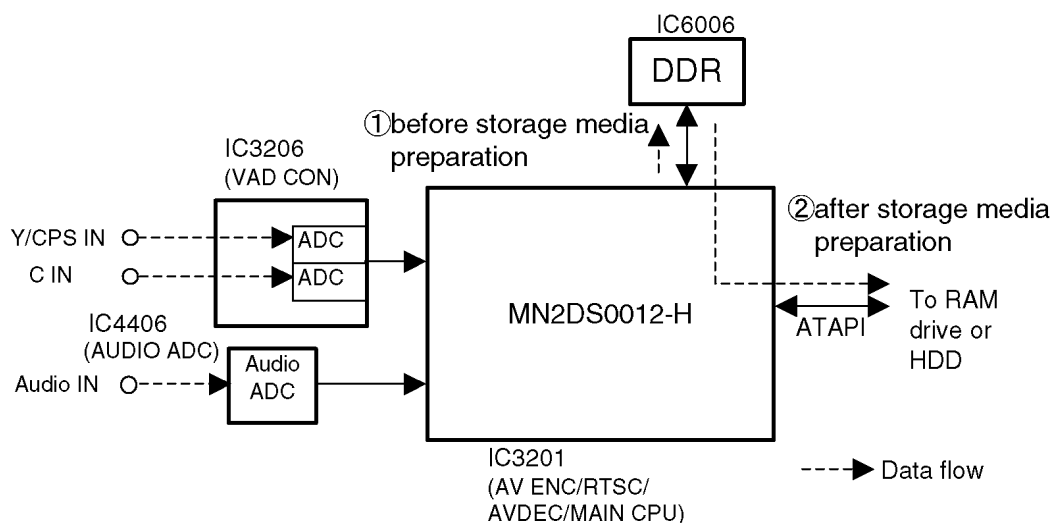 IC6006
DDR
①before storage media
preparation
IC3206
(VAD CON)
②after storage media
preparation
Y/CPS IN
ADC
C IN
ADC
MN2DS0012-H
ATAPI
To RAM
drive or
HDD
IC4406
(AUDIO ADC)
Audio IN
Audio
ADC
IC3201
(AV ENC/RTSC/
AVDEC/MAIN CPU)
Data flow